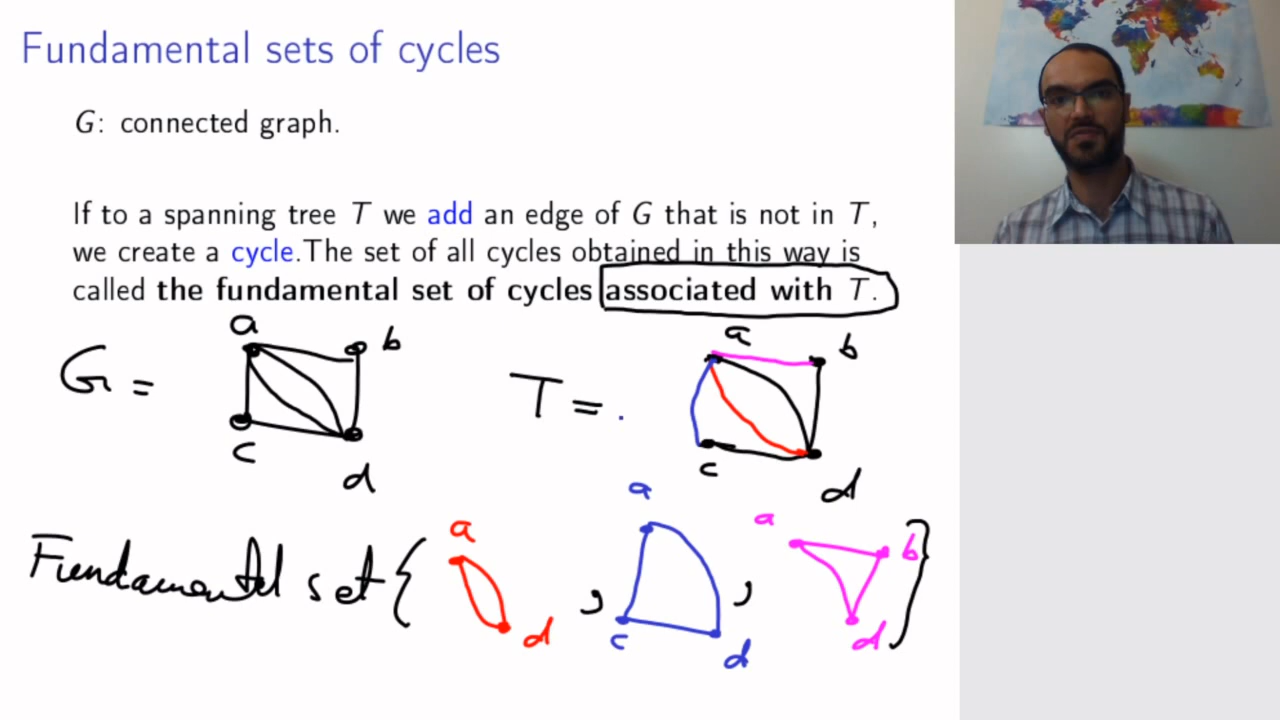 Fundamental sets of cycles
G: connected graph.
If to a spanning tree T we add an edge of G that is not in T,
we create a cycle.The set of all cycles obtained in this way is
called the fundamental set of cycles associated with T.
a b
G =
c
d
a b
T = .
c
d
Fundamental set { a d , a c d , a b d }